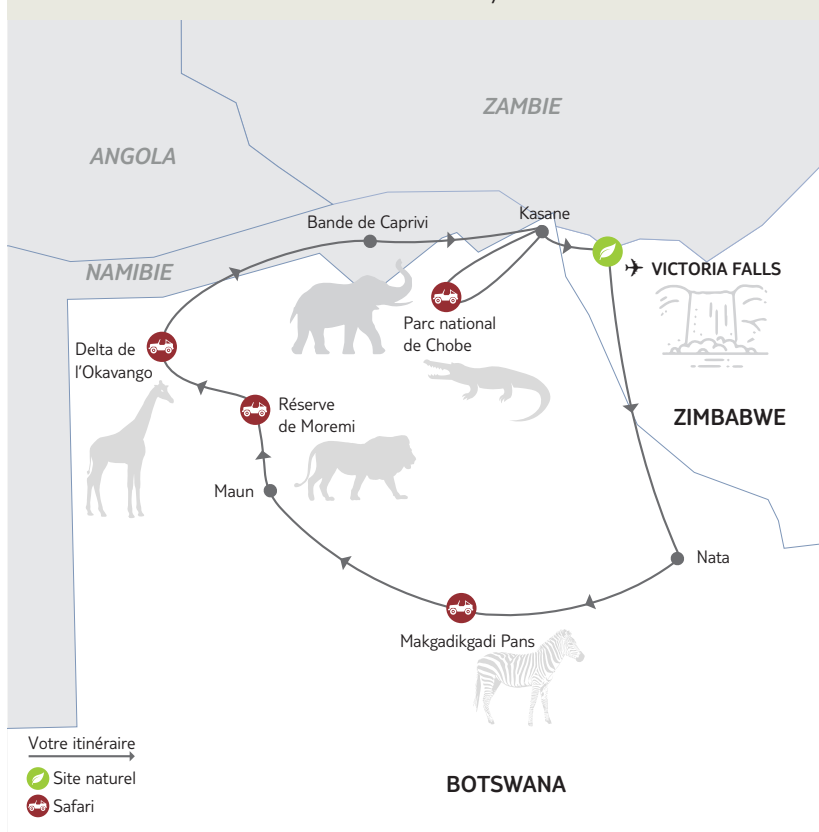 ZAMBIE
ANGOLA
Bande de Caprivi
Kasane
NAMIBIE
VICTORIA FALLS
Parc national
de Chobe
Delta de
l'Okavango
Réserve
de Moremi
ZIMBABWE
Maun
Nata
Makgadikgadi Pans
Votre itinéraire
Site naturel
Safari
BOTSWANA